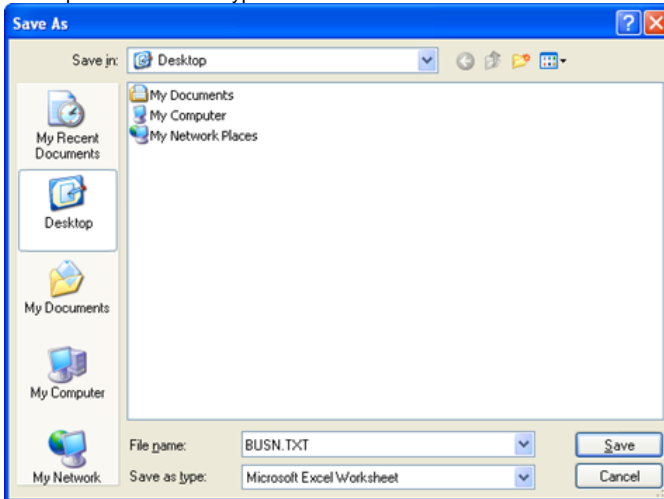 Save As
Save in:
Desktop
My Documents
My Computer
My Network Places
My Recent
Documents
Desktop
My Documents
My Computer
My Network
File name:
BUSN.TXT
Save
Save as type:
Microsoft Excel Worksheet
Cancel